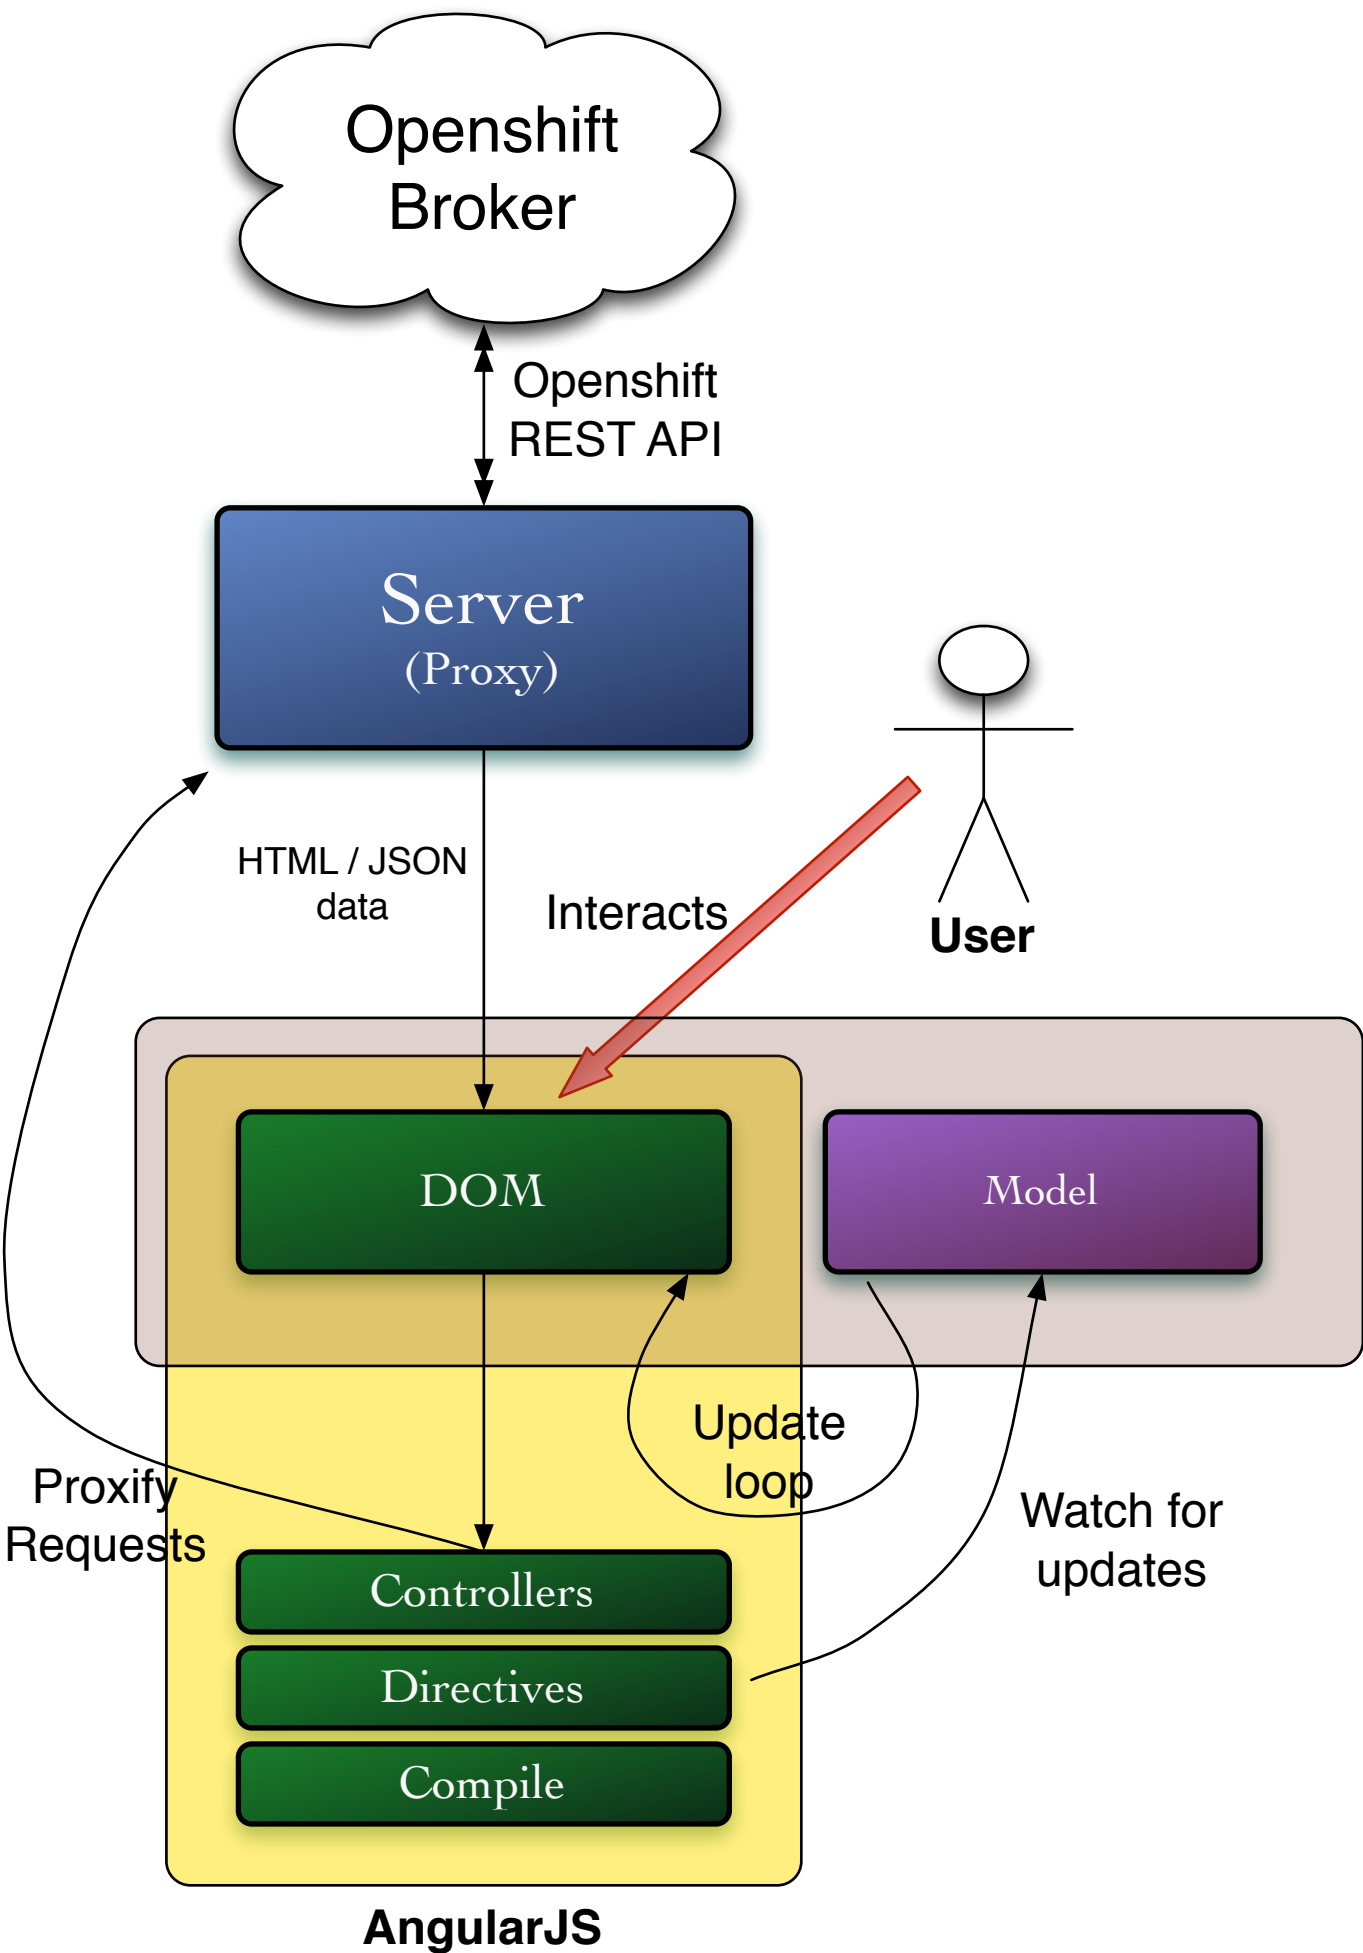 Openshift
Broker
Openshift
REST API
Server
(Proxy)
HTML / JSON
data
Interacts
User
DOM
Model
Update
loop
Proxify
Requests
Watch for
updates
Controllers
Directives
Compile
AngularJS